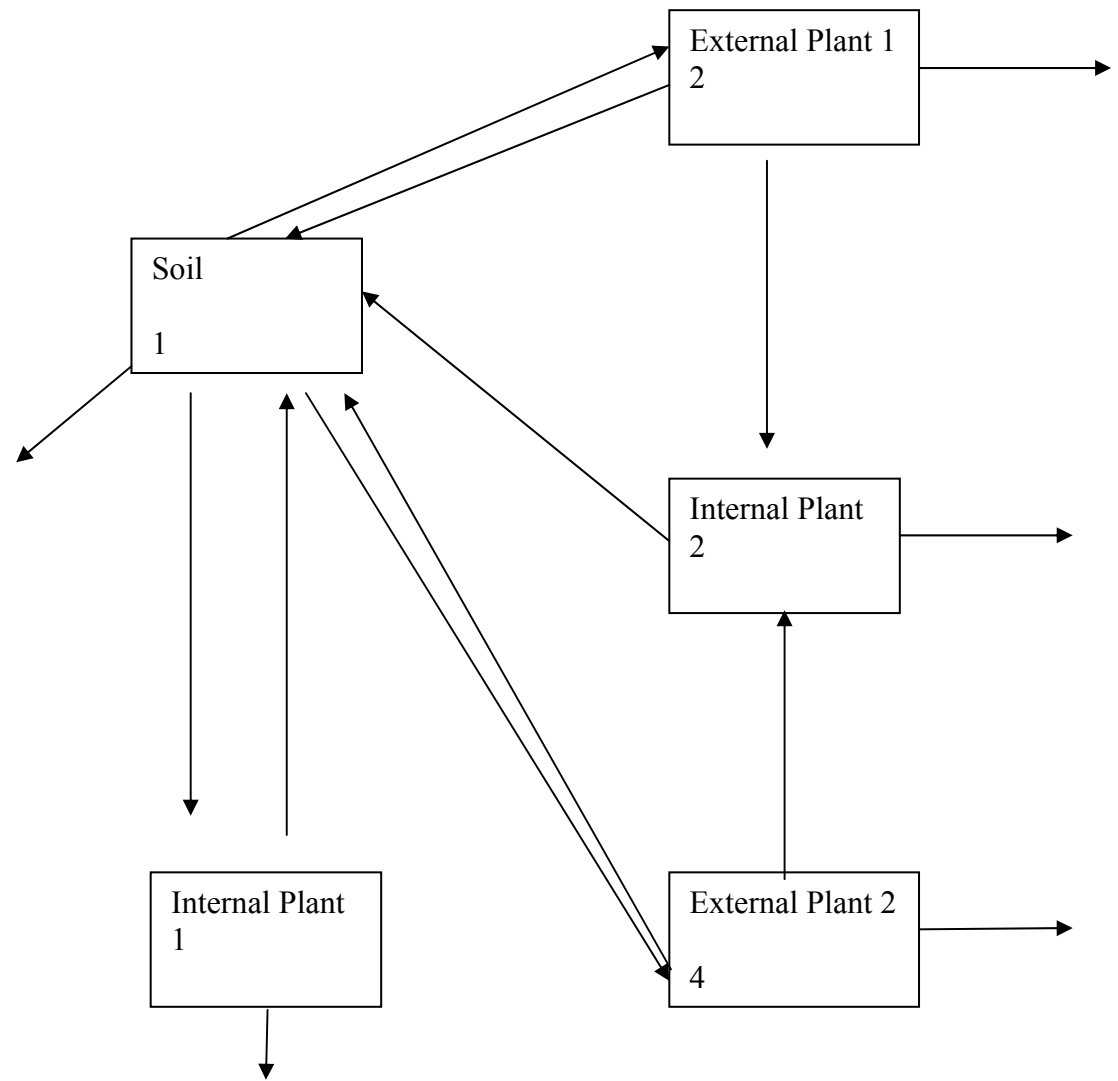 External Plant 1
2
Soil
1
Internal Plant
2
Internal Plant
1
External Plant 2
4